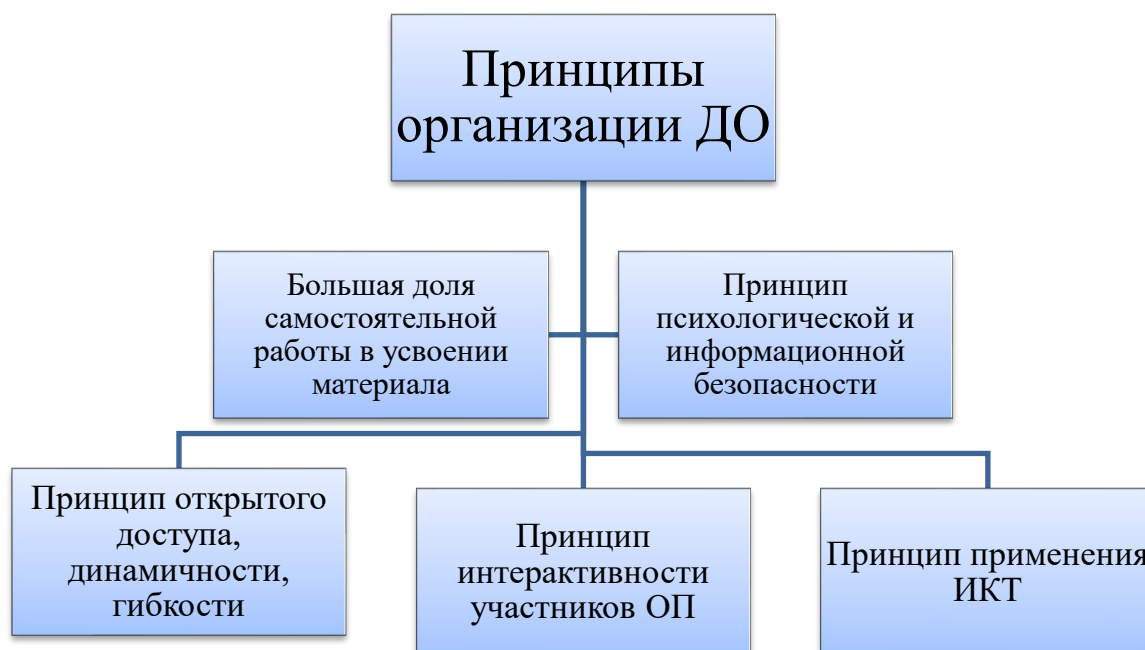 Принципы
организации ДО
Большая доля
самостоятельной
работы в усвоении
материала
Принцип
психологической и
информационной
безопасности
Принцип открытого
доступа,
динамичности,
гибкости
Принцип
интерактивности
участников ОП
Принцип применения
ИКТ